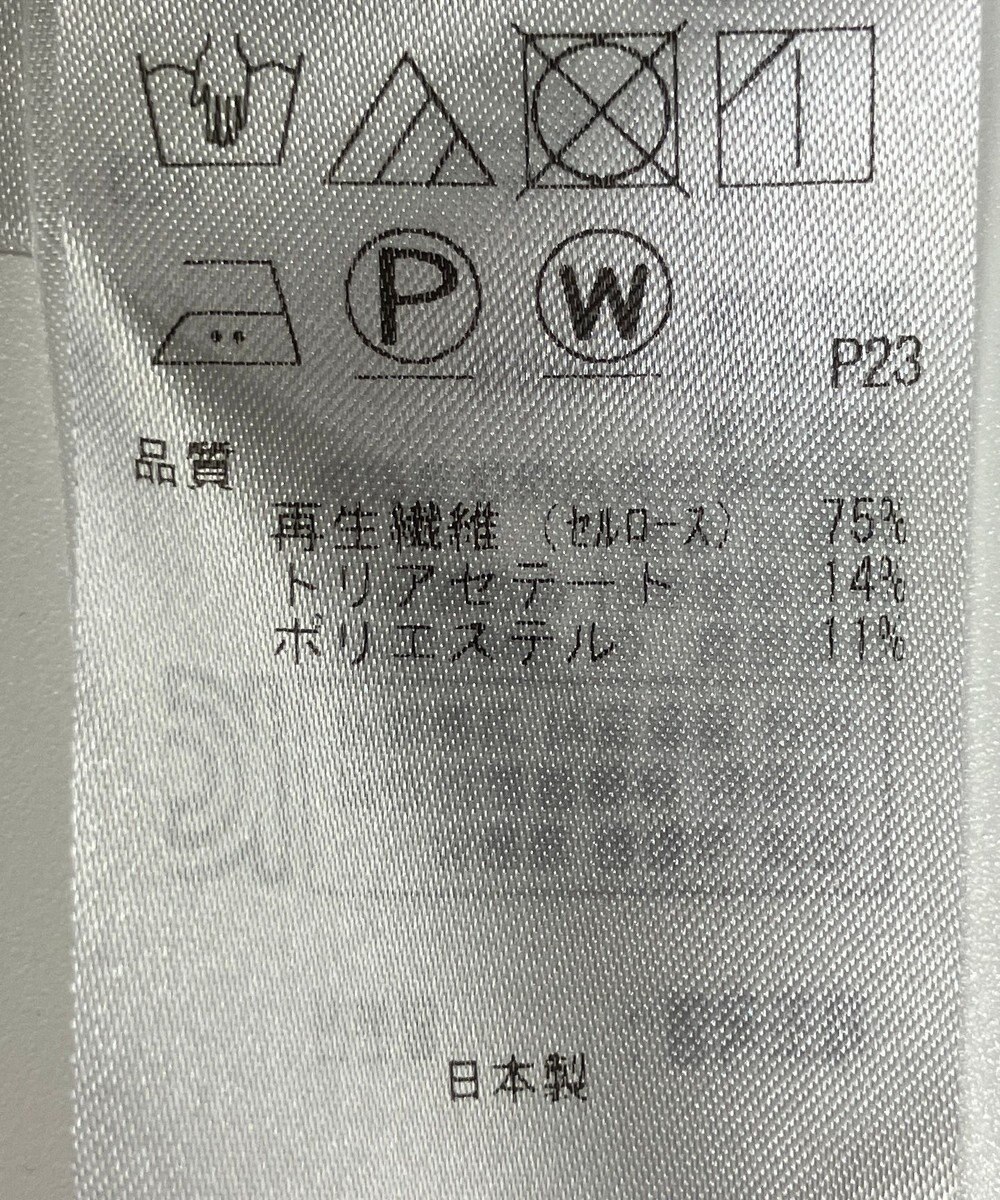 P W
P23
品質
再生繊維 (セルロース) 75%
トリアセテート 14%
ポリエステル 11%
日本製